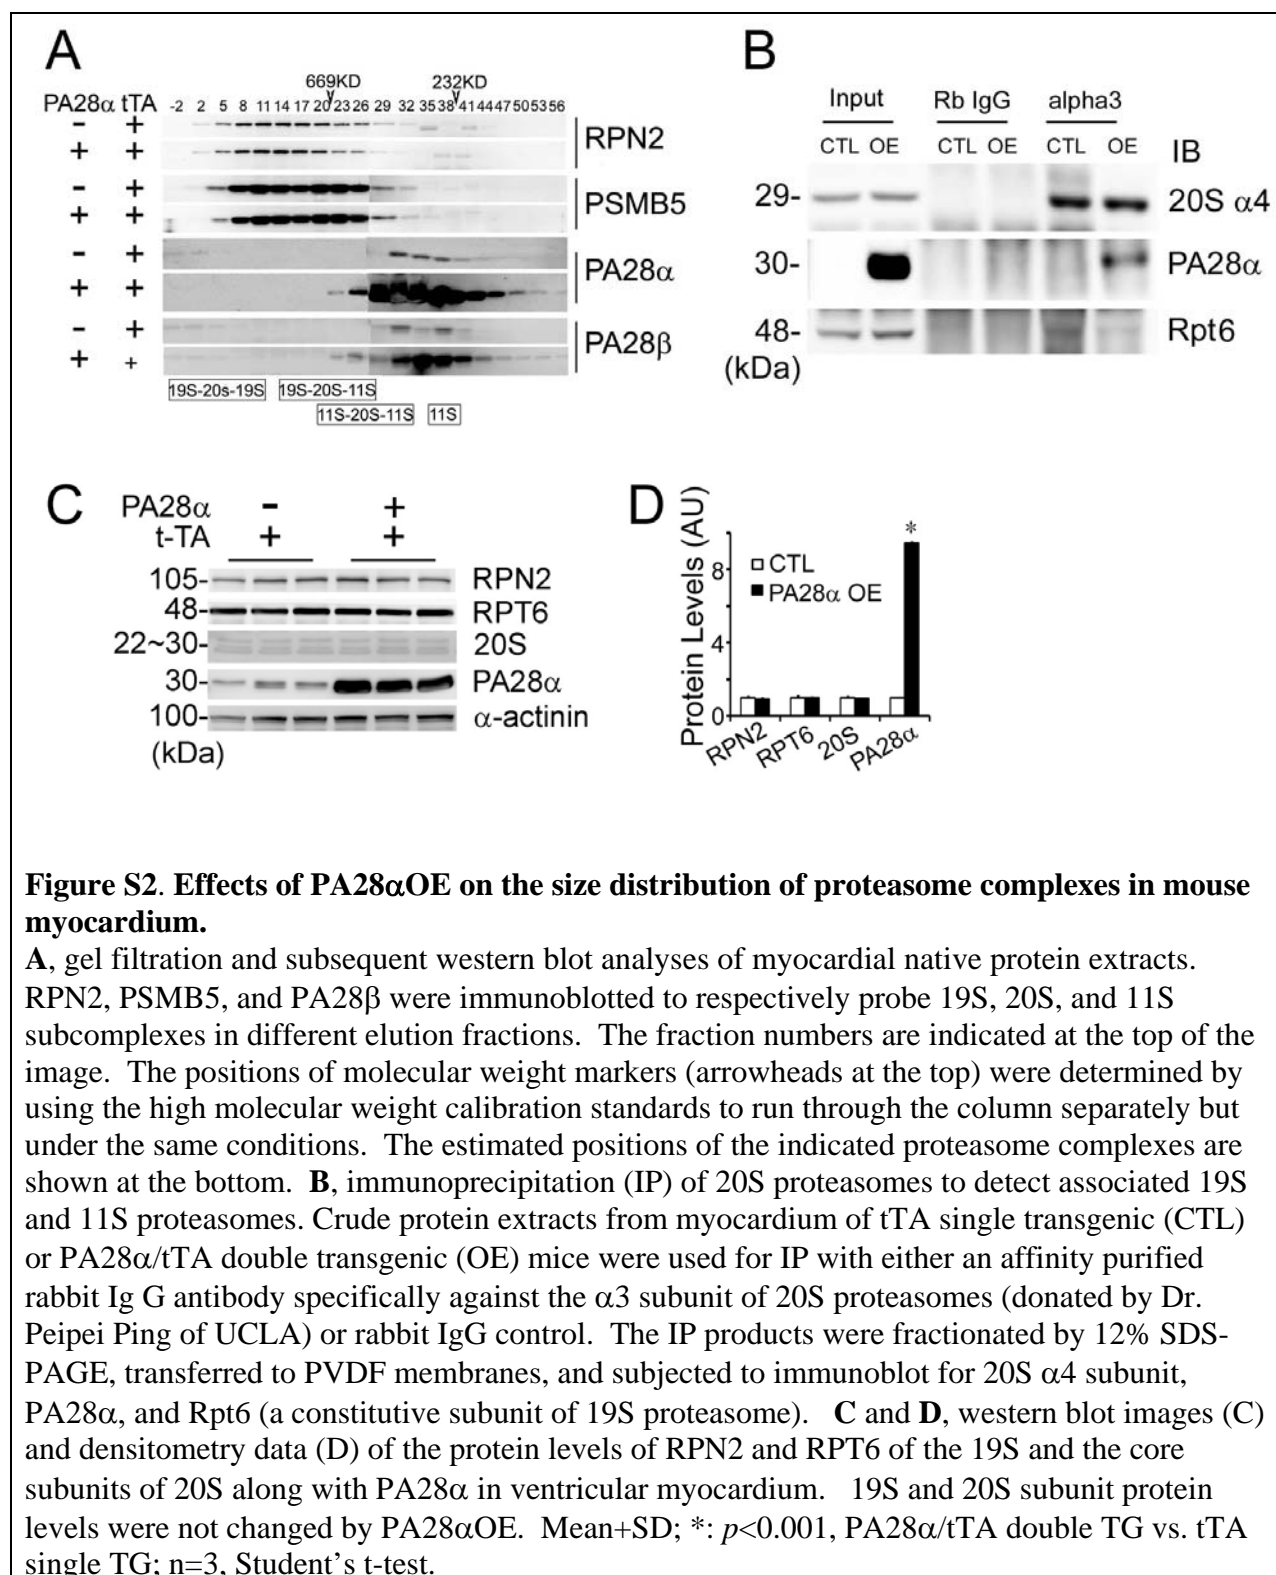 A
669KD 232KD
PA28α tTA -2 2 5 8 11 14 17 20 23 26 29 32 35 38 41 44 47 50 53 56
- +
+ +
RPN2
- +
+ +
PSMB5
- +
+ +
PA28α
- +
+ +
PA28β
19S-20s-19S 19S-20S-11S
11S-20S-11S 11S
B
Input Rb IgG alpha3
CTL OE CTL OE CTL OE IB
29- 20S α4
30- PA28α
48- Rpt6
(kDa)
C
PA28α - +
t-TA + +
105- RPN2
48- RPT6
22~30- 20S
30- PA28α
100- α-actinin
(kDa)
D
Protein Levels (AU)
8
4
0
*
CTL
PA28α OE
RPN2 RPT6 20S PA28α
Figure S2. Effects of PA28αOE on the size distribution of proteasome complexes in mouse
myocardium.
A, gel filtration and subsequent western blot analyses of myocardial native protein extracts.
RPN2, PSMB5, and PA28β were immunoblotted to respectively probe 19S, 20S, and 11S
subcomplexes in different elution fractions. The fraction numbers are indicated at the top of the
image. The positions of molecular weight markers (arrowheads at the top) were determined by
using the high molecular weight calibration standards to run through the column separately but
under the same conditions. The estimated positions of the indicated proteasome complexes are
shown at the bottom. B, immunoprecipitation (IP) of 20S proteasomes to detect associated 19S
and 11S proteasomes. Crude protein extracts from myocardium of tTA single transgenic (CTL)
or PA28α/tTA double transgenic (OE) mice were used for IP with either an affinity purified
rabbit Ig G antibody specifically against the α3 subunit of 20S proteasomes (donated by Dr.
Peipei Ping of UCLA) or rabbit IgG control. The IP products were fractionated by 12% SDS-
PAGE, transferred to PVDF membranes, and subjected to immunoblot for 20S α4 subunit,
PA28α, and Rpt6 (a constitutive subunit of 19S proteasome). C and D, western blot images (C)
and densitometry data (D) of the protein levels of RPN2 and RPT6 of the 19S and the core
subunits of 20S along with PA28α in ventricular myocardium. 19S and 20S subunit protein
levels were not changed by PA28αOE. Mean+SD; *: p<0.001, PA28α/tTA double TG vs. tTA
single TG; n=3, Student's t-test.